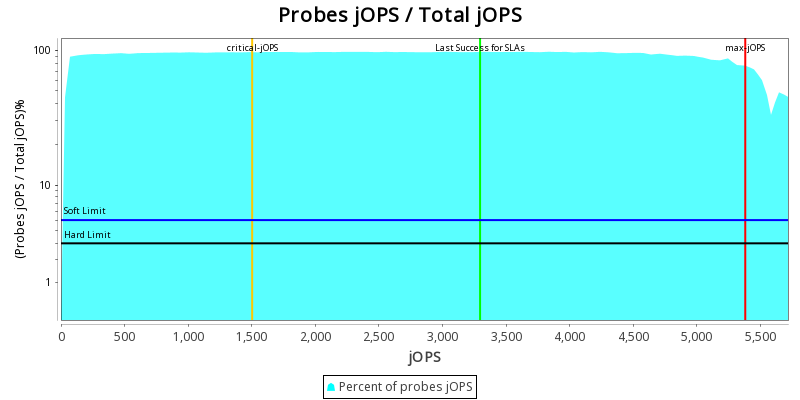 Probes jOPS / Total jOPS
(Probes jOPS / Total jOPS)%
100
10
1
critical-jOPS
Last Success for SLAs
max-jOPS
Soft Limit
Hard Limit
0 500 1,000 1,500 2,000 2,500 3,000 3,500 4,000 4,500 5,000 5,500
jOPS
Percent of probes jOPS